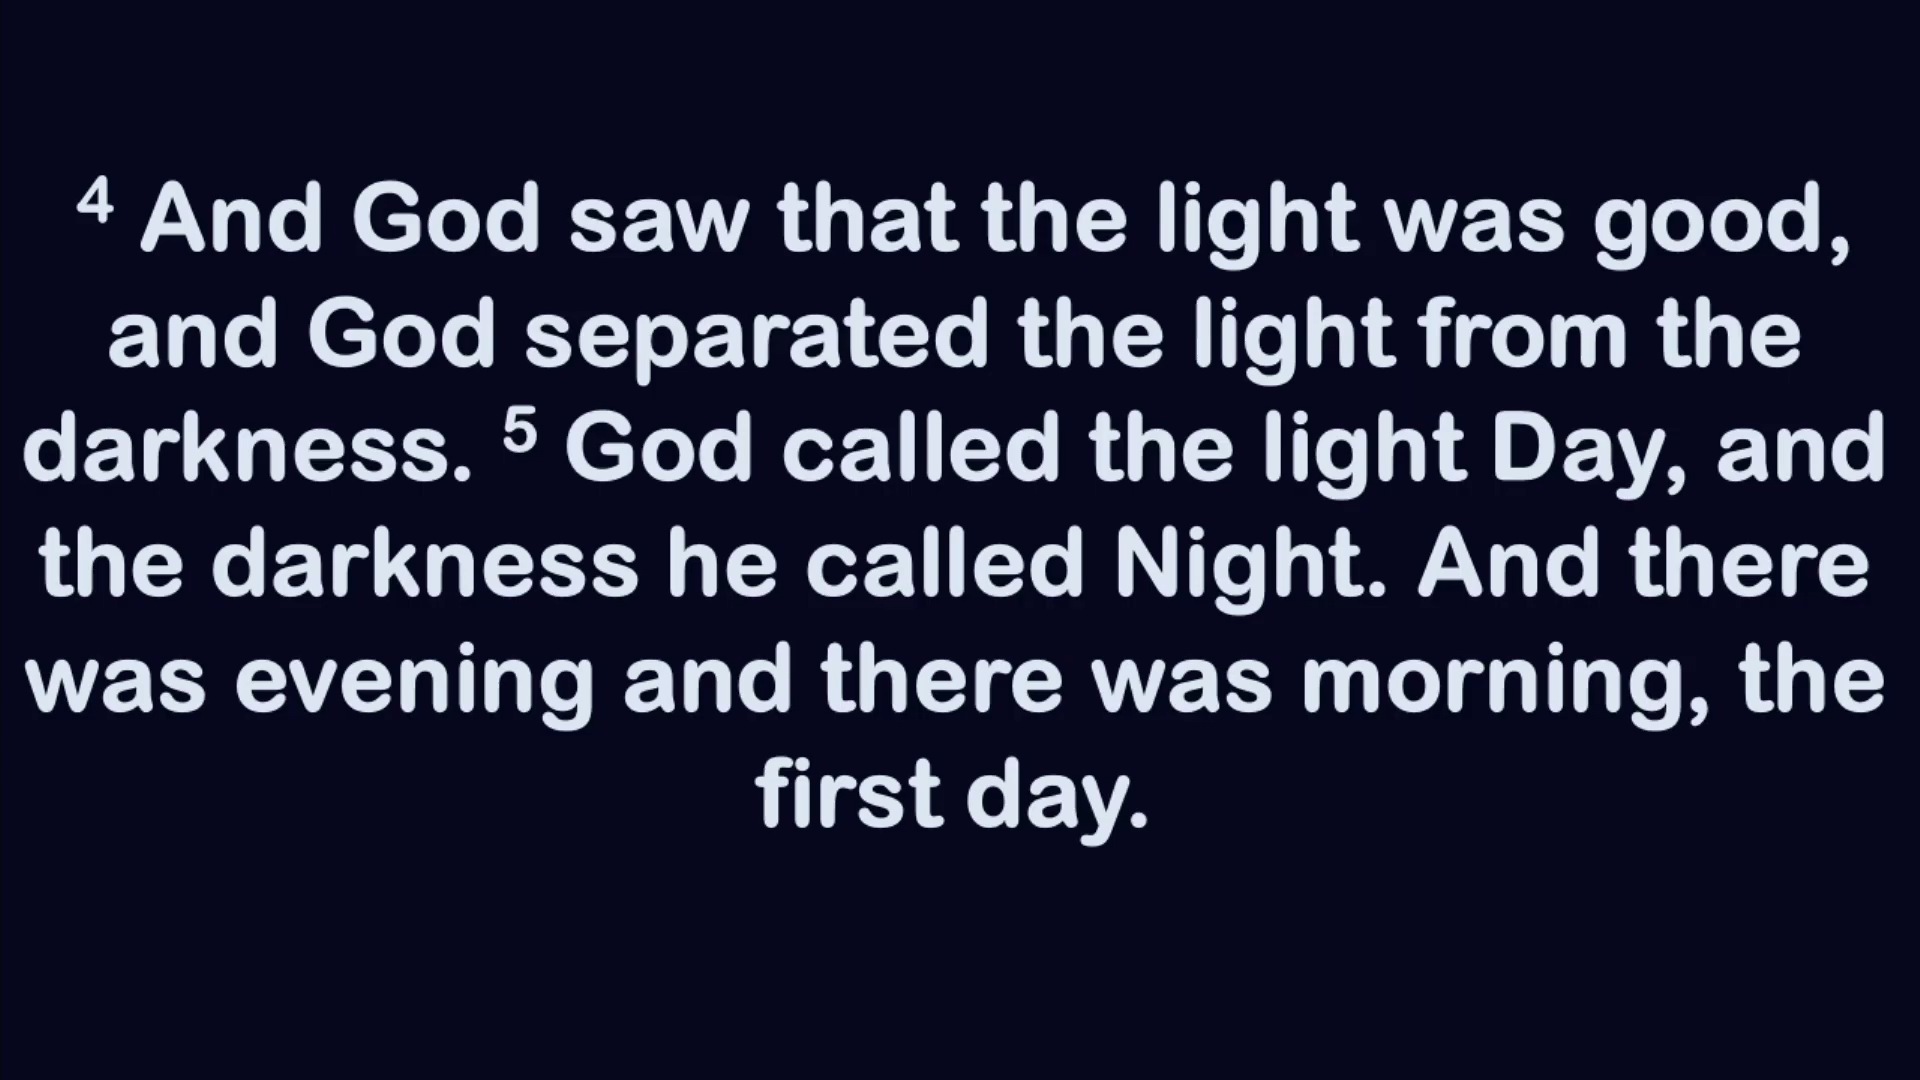 ⁴ And God saw that the light was good,
and God separated the light from the
darkness. ⁵ God called the light Day, and
the darkness he called Night. And there
was evening and there was morning, the
first day.